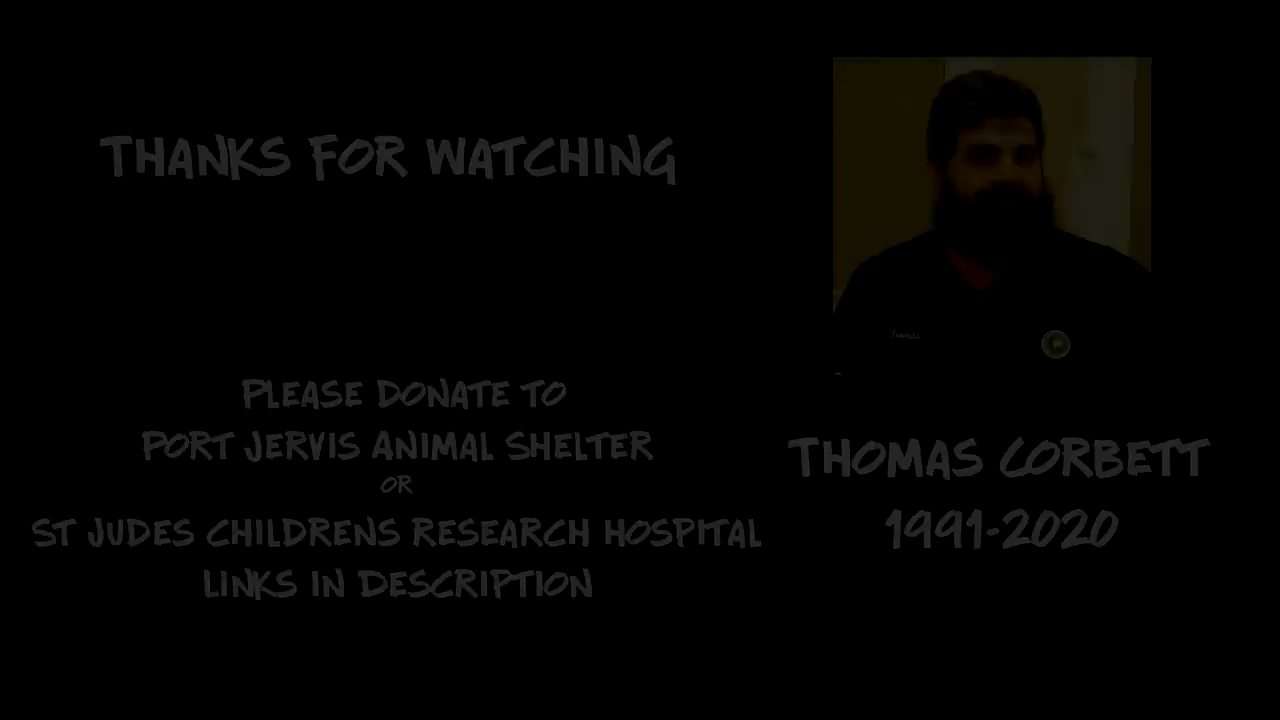 THANKS FOR WATCHING
PLEASE DONATE TO
PORT JERVIS ANIMAL SHELTER
OR
ST JUDES CHILDRENS RESEARCH HOSPITAL
LINKS IN DESCRIPTION
THOMAS CORBETT
1991-2020